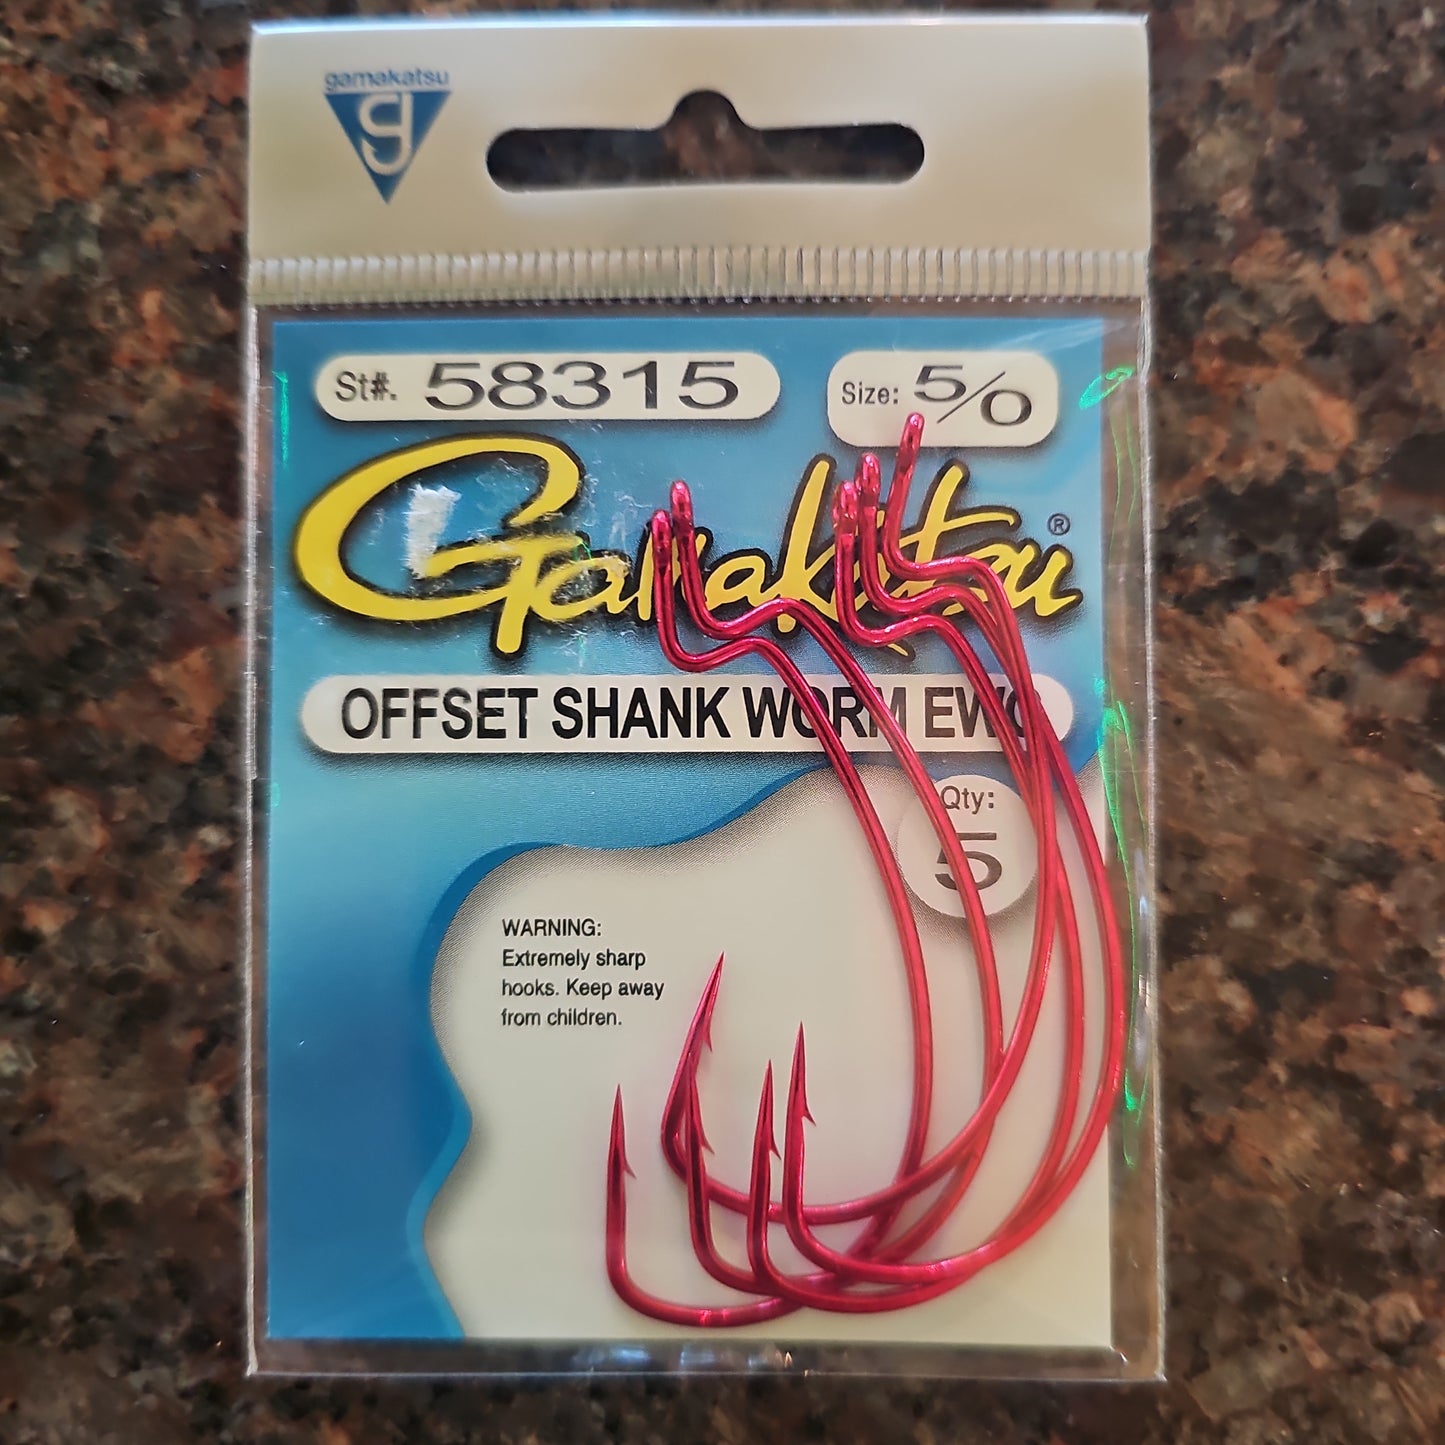 gamakatsu
g
St#. 58315
Size: 5/0
Gamakatsu®
OFFSET SHANK WORM EWG
Qty:
5
WARNING:
Extremely sharp
hooks. Keep away
from children.